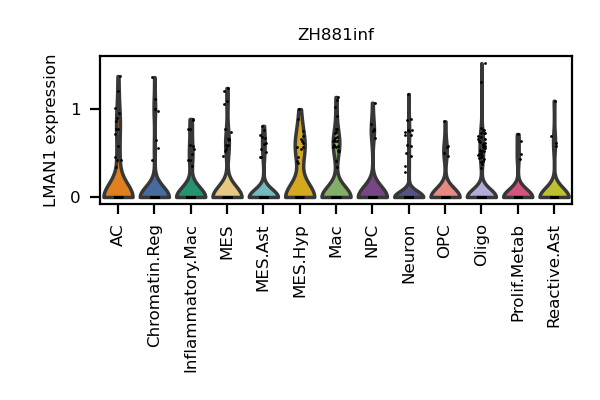 ZH881inf
LMAN1 expression
1
0
AC
Chromatin.Reg
Inflammatory.Mac
MES
MES.Ast
MES.Hyp
Mac
NPC
Neuron
OPC
Oligo
Prolif.Metab
Reactive.Ast